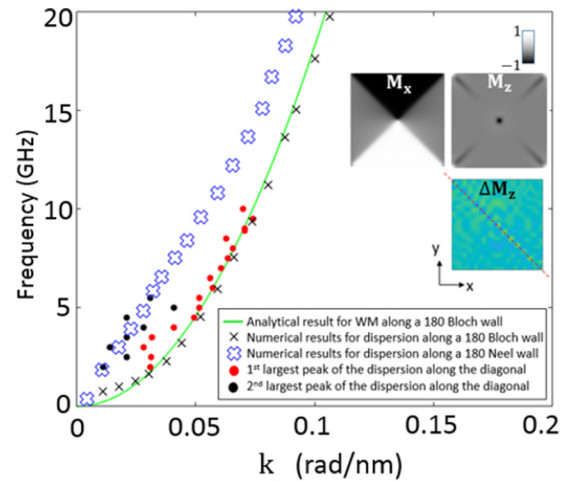 20
15
10
5
0
Frequency (GHz)
0
0.05
0.1
0.15
0.2
k (rad/nm)
1
−1
Mx
Mz
ΔMz
y
x
Analytical result for WM along a 180 Bloch wall
Numerical results for dispersion along a 180 Bloch wall
Numerical results for dispersion along a 180 Neel wall
1st largest peak of the dispersion along the diagonal
2nd largest peak of the dispersion along the diagonal